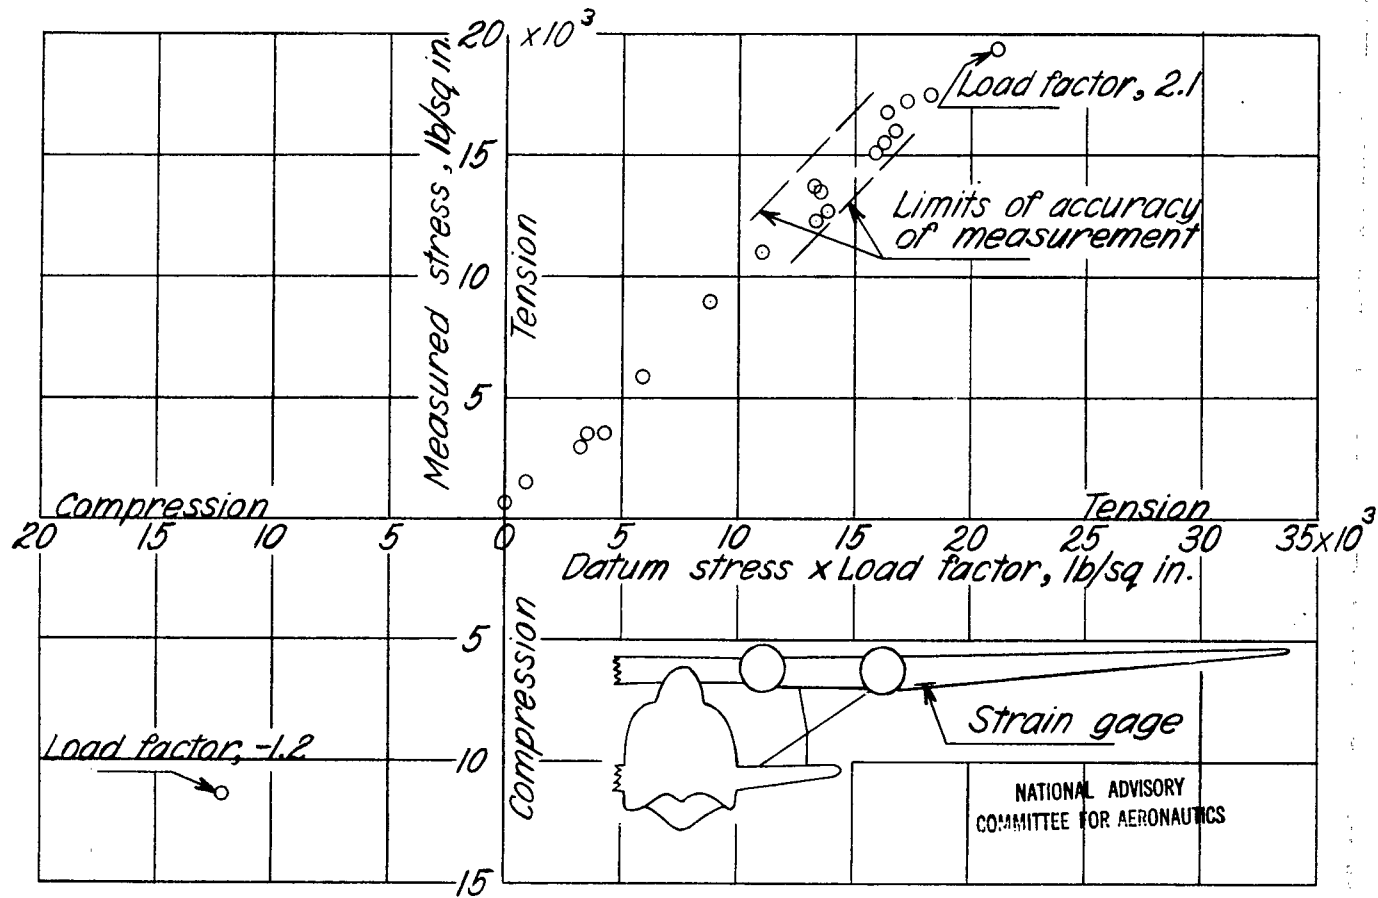 20 x10³
Measured stress, lb/sq in.
Load factor, 2.1
15
Tension
Limits of accuracy
of measurement
10
5
Compression
Tension
20 15 10 5 0 5 10 15 20 25 30 35x10³
Datum stress x Load factor, lb/sq in.
Compression
5
Strain gage
Load factor, -1.2
10
NATIONAL ADVISORY
COMMITTEE FOR AERONAUTICS
15